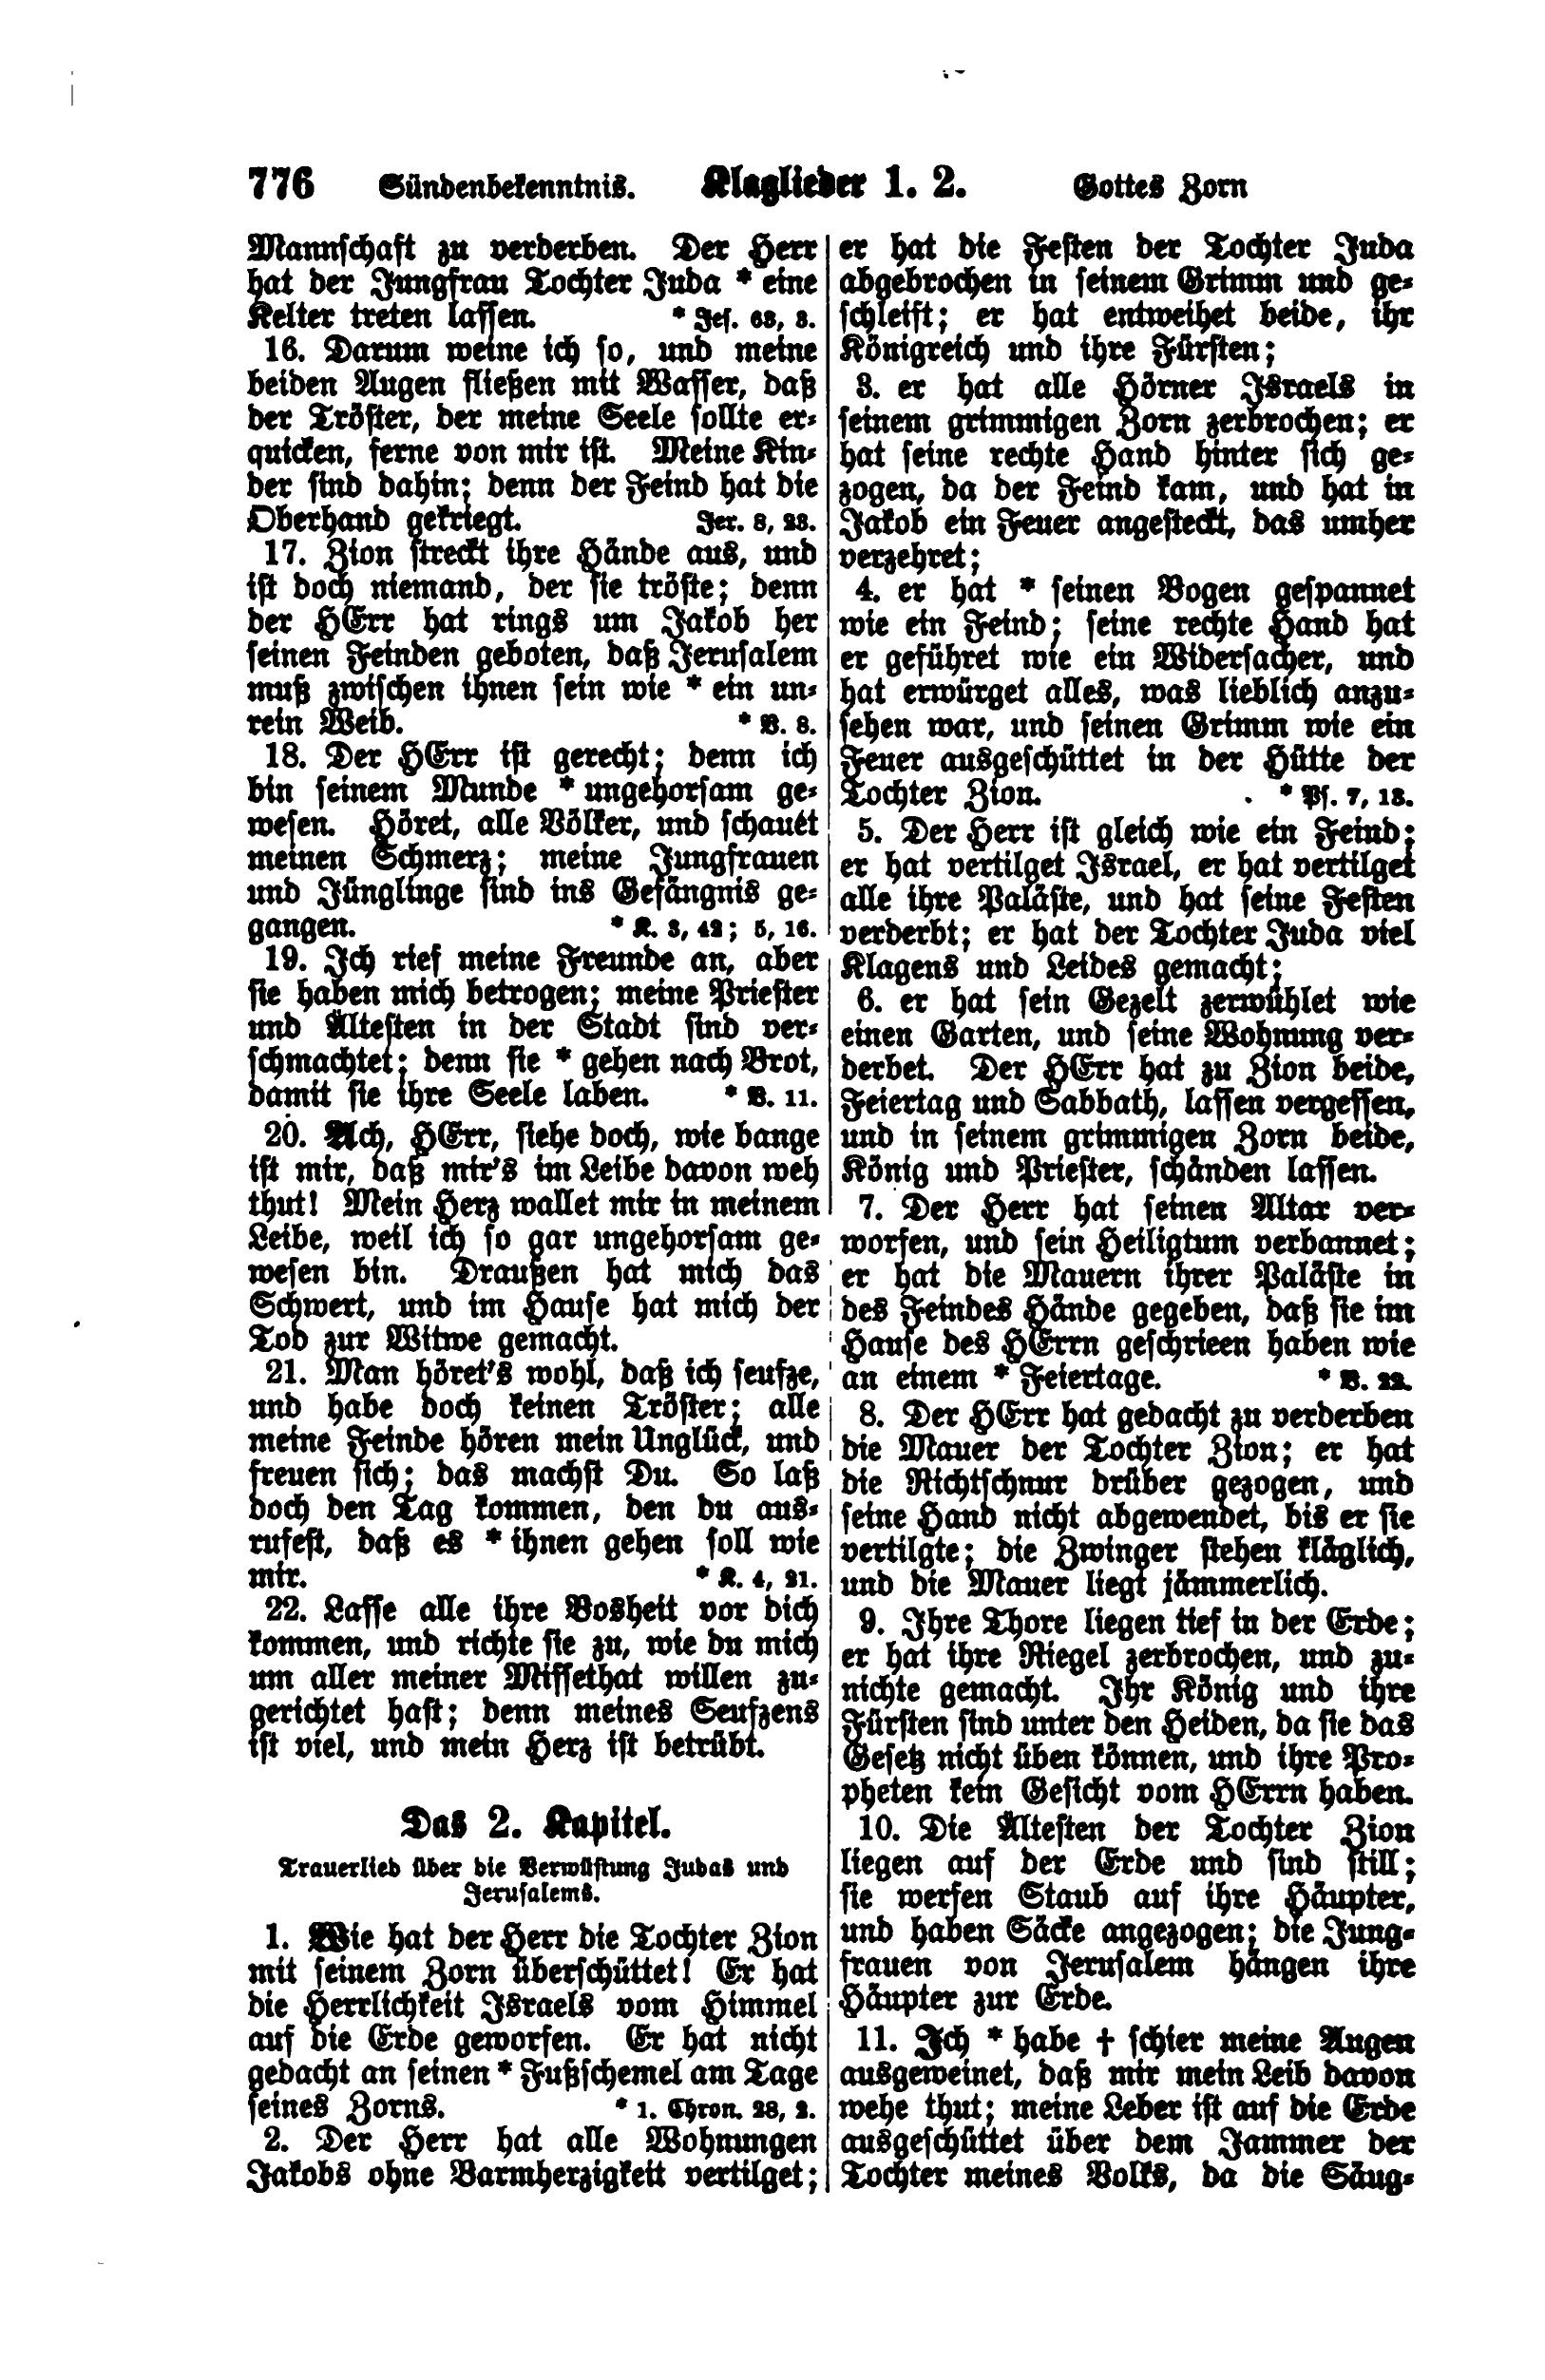 776 Sündenbekenntnis. Klaglieder 1. 2. Gottes Zorn
Mannschaft zu verderben. Der Herr
hat der Jungfrau Tochter Juda * eine
Kelter treten lassen. * Jes. 63, 3.
16. Darum weine ich so, und meine
beiden Augen fließen mit Wasser, daß
der Tröster, der meine Seele sollte er-
quicken, ferne von mir ist. Meine Kin-
der sind dahin; denn der Feind hat die
Oberhand gekriegt. Jer. 8, 23.
17. Zion streckt ihre Hände aus, und
ist doch niemand, der sie tröste; denn
der HErr hat rings um Jakob her
seinen Feinden geboten, daß Jerusalem
muß zwischen ihnen sein wie * ein un-
rein Weib. * V. 8.
18. Der HErr ist gerecht; denn ich
bin seinem Munde * ungehorsam ge-
wesen. Höret, alle Völker, und schauet
meinen Schmerz; meine Jungfrauen
und Jünglinge sind ins Gefängnis ge-
gangen. * K. 3, 42; 5, 16.
19. Ich rief meine Freunde an, aber
sie haben mich betrogen; meine Priester
und Ältesten in der Stadt sind ver-
schmachtet; denn sie * gehen nach Brot,
damit sie ihre Seele laben. * V. 11.
20. Ach, HErr, siehe doch, wie bange
ist mir, daß mir's im Leibe davon weh
thut! Mein Herz wallet mir in meinem
Leibe, weil ich so gar ungehorsam ge-
wesen bin. Draußen hat mich das
Schwert, und im Hause hat mich der
Tod zur Witwe gemacht.
21. Man höret's wohl, daß ich seufze,
und habe doch keinen Tröster; alle
meine Feinde hören mein Unglück, und
freuen sich; das machst Du. So laß
doch den Tag kommen, den du aus-
rufest, daß es * ihnen gehen soll wie
mir. * K. 4, 21.
22. Lasse alle ihre Bosheit vor dich
kommen, und richte sie zu, wie du mich
um aller meiner Missethat willen zu-
gerichtet hast; denn meines Seufzens
ist viel, und mein Herz ist betrübt.
Das 2. Kapitel.
Trauerlied über die Verwüstung Judas und
Jerusalems.
1. Wie hat der Herr die Tochter Zion
mit seinem Zorn überschüttet! Er hat
die Herrlichkeit Israels vom Himmel
auf die Erde geworfen. Er hat nicht
gedacht an seinen * Fußschemel am Tage
seines Zorns. * 1. Chron. 28, 2.
2. Der Herr hat alle Wohnungen
Jakobs ohne Barmherzigkeit vertilget;
er hat die Festen der Tochter Juda
abgebrochen in seinem Grimm und ge-
schleift; er hat entweihet beide, ihr
Königreich und ihre Fürsten;
3. er hat alle Hörner Israels in
seinem grimmigen Zorn zerbrochen; er
hat seine rechte Hand hinter sich ge-
zogen, da der Feind kam, und hat in
Jakob ein Feuer angesteckt, das umher
verzehret;
4. er hat * seinen Bogen gespannet
wie ein Feind; seine rechte Hand hat
er geführet wie ein Widersacher, und
hat erwürget alles, was lieblich anzu-
sehen war, und seinen Grimm wie ein
Feuer ausgeschüttet in der Hütte der
Tochter Zion. * Ps. 7, 13.
5. Der Herr ist gleich wie ein Feind;
er hat vertilget Israel, er hat vertilget
alle ihre Paläste, und hat seine Festen
verderbt; er hat der Tochter Juda viel
Klagens und Leides gemacht;
6. er hat sein Gezelt zerwühlet wie
einen Garten, und seine Wohnung ver-
derbet. Der HErr hat zu Zion beide,
Feiertag und Sabbath, lassen vergessen,
und in seinem grimmigen Zorn beide,
König und Priester, schänden lassen.
7. Der Herr hat seinen Altar ver-
worfen, und sein Heiligtum verbannet;
er hat die Mauern ihrer Paläste in
des Feindes Hände gegeben, daß sie im
Hause des HErrn geschrieen haben wie
an einem * Feiertage. * V. 22.
8. Der HErr hat gedacht zu verderben
die Mauer der Tochter Zion; er hat
die Richtschnur drüber gezogen, und
seine Hand nicht abgewendet, bis er sie
vertilgte; die Zwinger stehen kläglich,
und die Mauer liegt jämmerlich.
9. Ihre Thore liegen tief in der Erde;
er hat ihre Riegel zerbrochen, und zu-
nichte gemacht. Ihr König und ihre
Fürsten sind unter den Heiden, da sie das
Gesetz nicht üben können, und ihre Pro-
pheten kein Gesicht vom HErrn haben.
10. Die Ältesten der Tochter Zion
liegen auf der Erde und sind still;
sie werfen Staub auf ihre Häupter,
und haben Säcke angezogen; die Jung-
frauen von Jerusalem hängen ihre
Häupter zur Erde.
11. Ich * habe † schier meine Augen
ausgeweinet, daß mir mein Leib davon
wehe thut; meine Leber ist auf die Erde
ausgeschüttet über dem Jammer der
Tochter meines Volks, da die Säug-